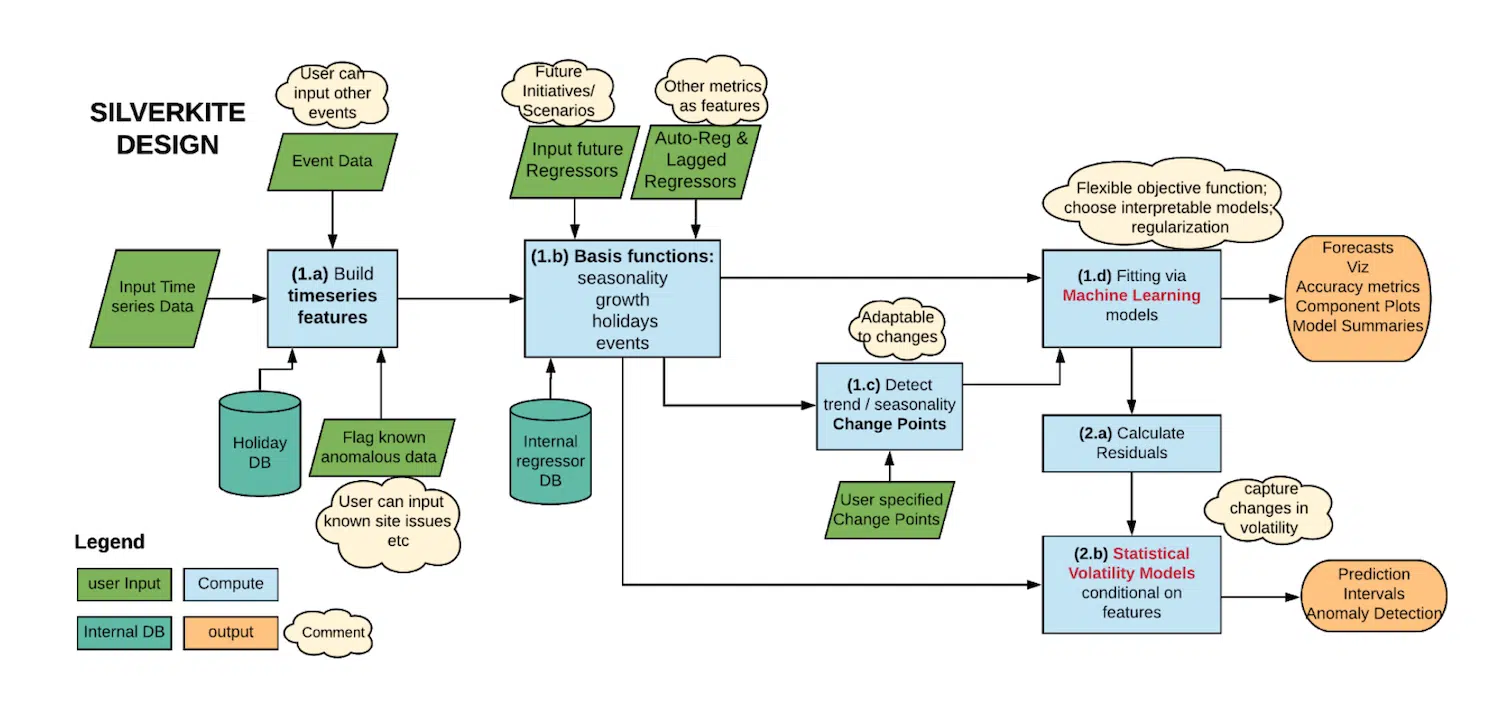 SILVERKITE
DESIGN
User can
input other
events
Event Data
Future
Initiatives/
Scenarios
Other metrics
as features
Input future
Regressors
Auto-Reg &
Lagged
Regressors
Flexible objective function;
choose interpretable models;
regularization
Input Time
series Data
(1.a) Build
timeseries
features
(1.b) Basis functions:
seasonality
growth
holidays
events
(1.d) Fitting via
Machine Learning
models
Forecasts
Viz
Accuracy metrics
Component Plots
Model Summaries
Adaptable
to changes
(1.c) Detect
trend / seasonality
Change Points
Holiday
DB
Flag known
anomalous data
User can input
known site issues
etc
Internal
regressor
DB
User specified
Change Points
(2.a) Calculate
Residuals
capture
changes in
volatility
(2.b) Statistical
Volatility Models
conditional on
features
Prediction
Intervals
Anomaly Detection
Legend
user Input
Compute
Internal DB
output
Comment